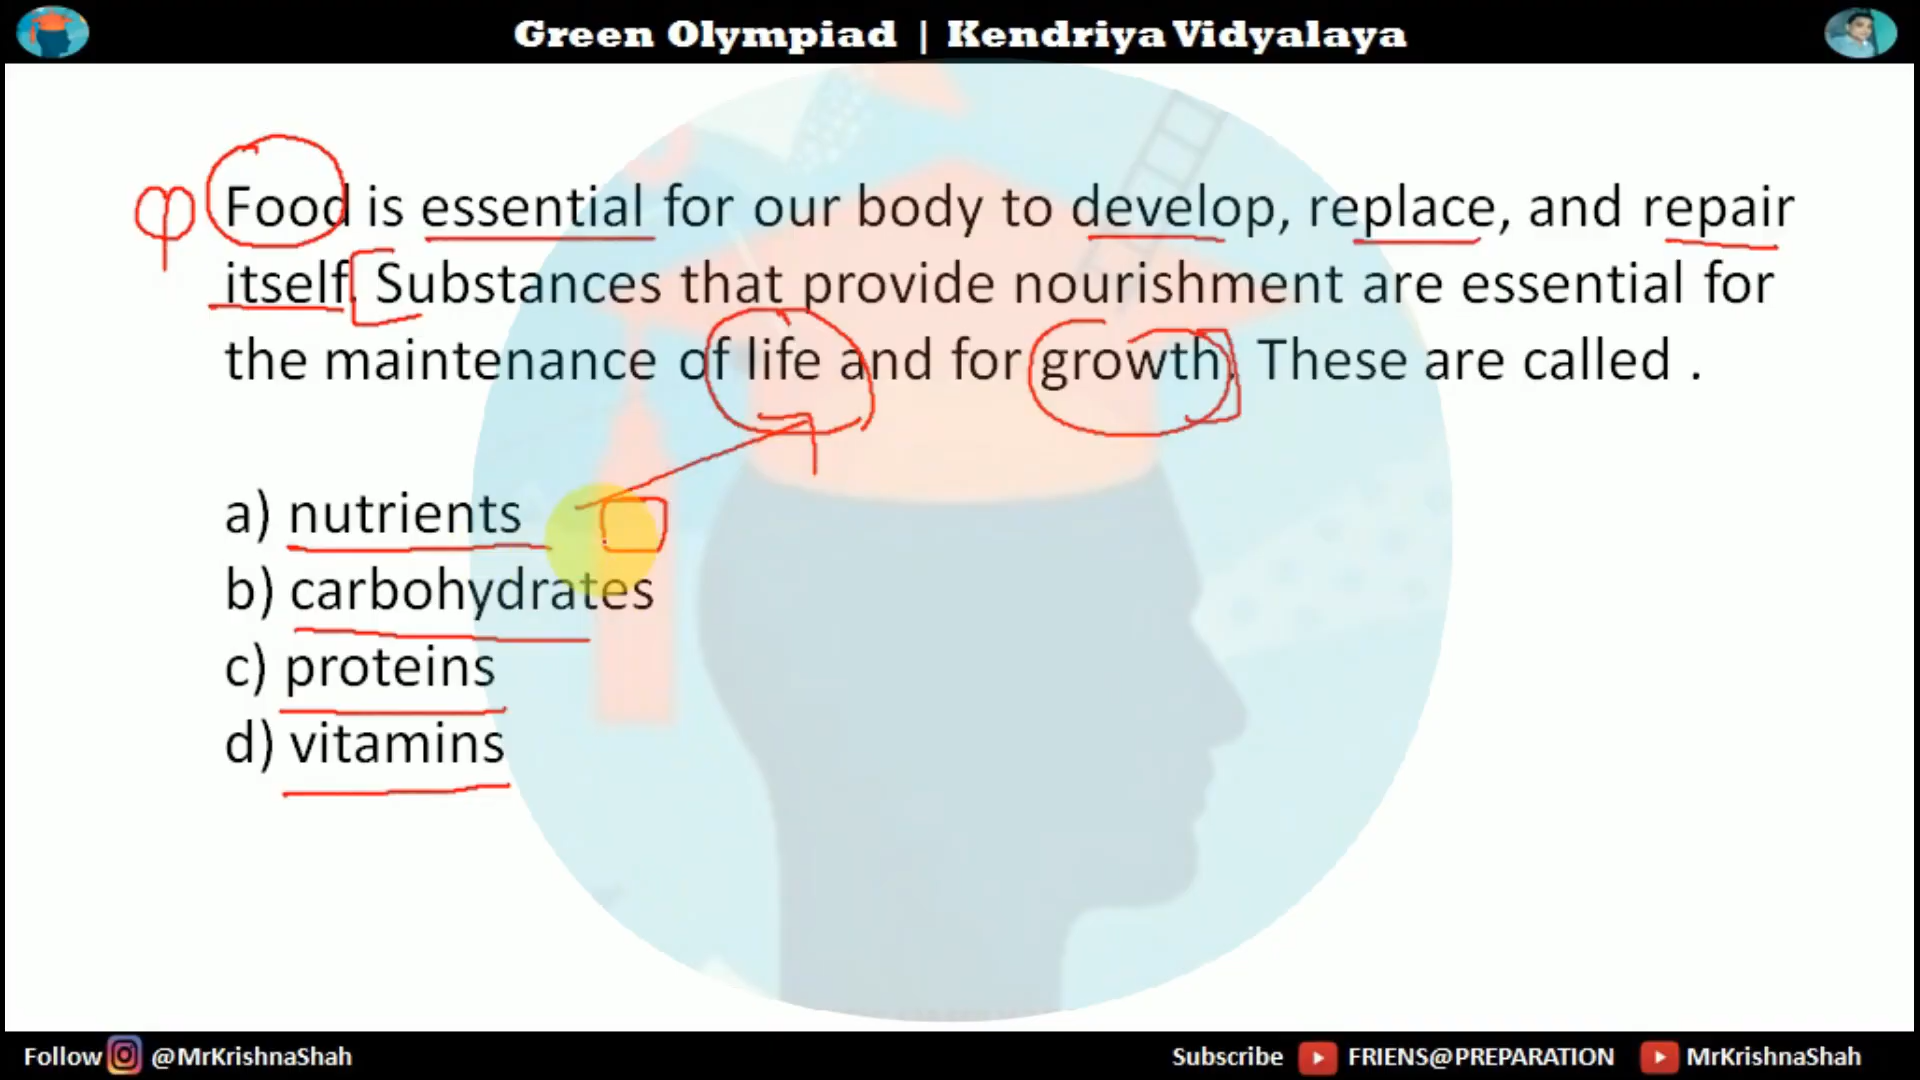 Green Olympiad | Kendriya Vidyalaya
Food is essential for our body to develop, replace, and repair
itself. Substances that provide nourishment are essential for
the maintenance of life and for growth. These are called .
a) nutrients
b) carbohydrates
c) proteins
d) vitamins
Follow @MrKrishnaShah
Subscribe FRIENS@PREPARATION MrKrishnaShah